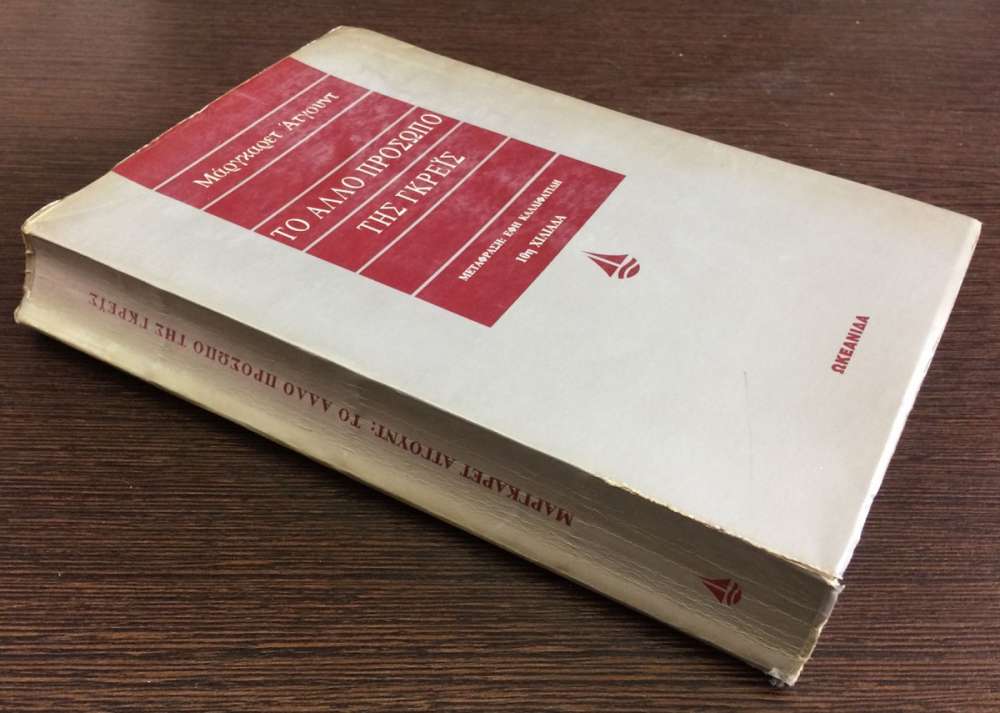 Μάργκαρετ Άτγουντ
ΤΟ ΑΛΛΟ ΠΡΟΣΩΠΟ
ΤΗΣ ΓΚΡΕΪΣ
ΜΕΤΑΦΡΑΣΗ: ΕΦΗ ΚΑΛΛΙΦΑΤΙΔΗ
10η ΧΙΛΙΑΔΑ
ΩΚΕΑΝΙΔΑ
ΜΑΡΓΚΑΡΕΤ ΑΤΓΟΥΝΤ: ΤΟ ΑΛΛΟ ΠΡΟΣΩΠΟ ΤΗΣ ΓΚΡΕΪΣ